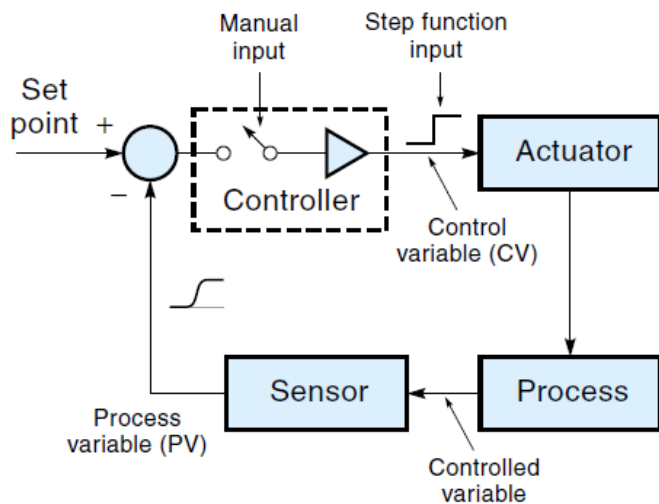 Manual
input
Step function
input
Set
point
+
−
Controller
Actuator
Control
variable (CV)
Sensor
Process
Process
variable (PV)
Controlled
variable